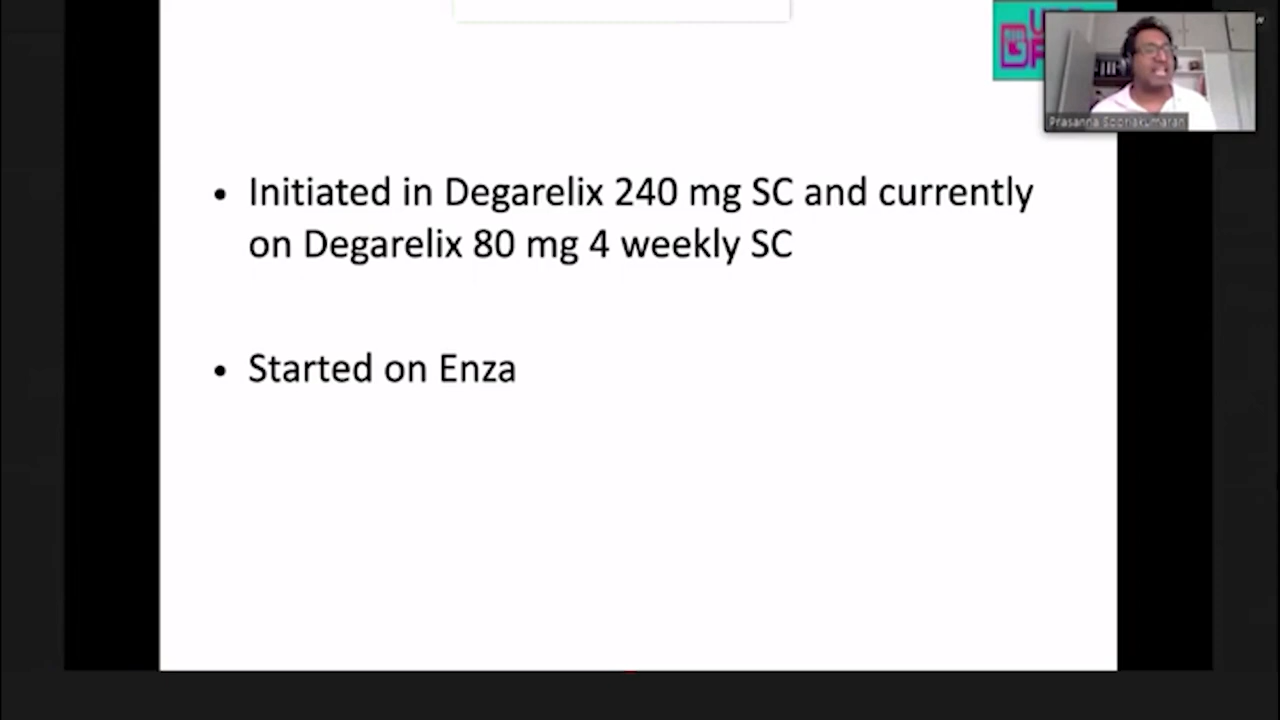 • Initiated in Degarelix 240 mg SC and currently
on Degarelix 80 mg 4 weekly SC
• Started on Enza
Prasanna Sooriakumaran